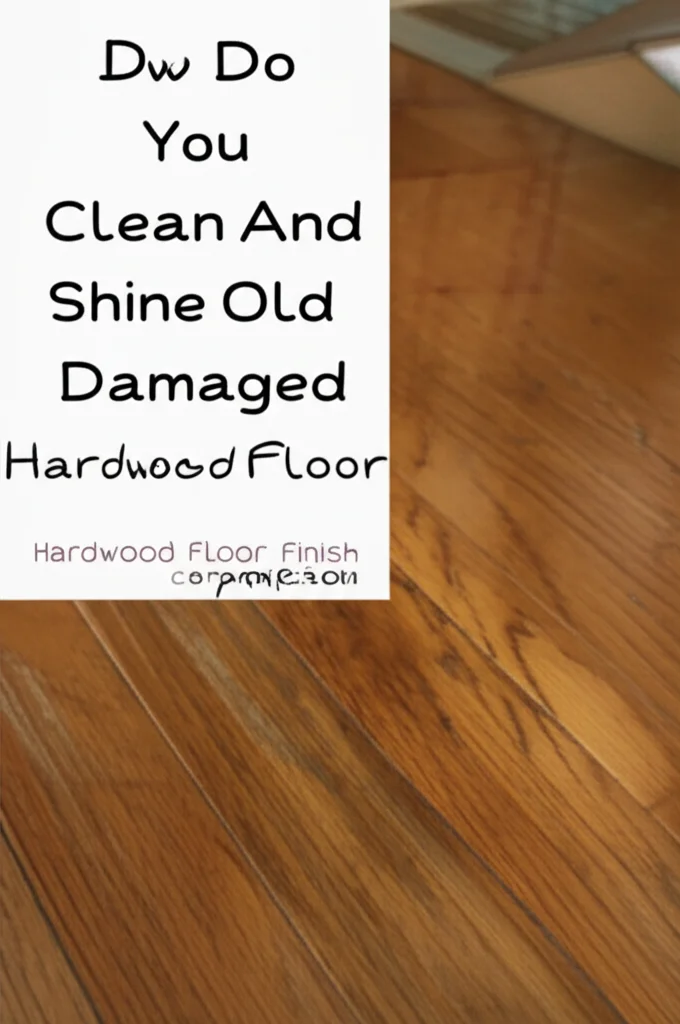 Dw Do
You
Clean And
Shine Old
Damaged
Hardwood Floor
Hardwood Floor Finish